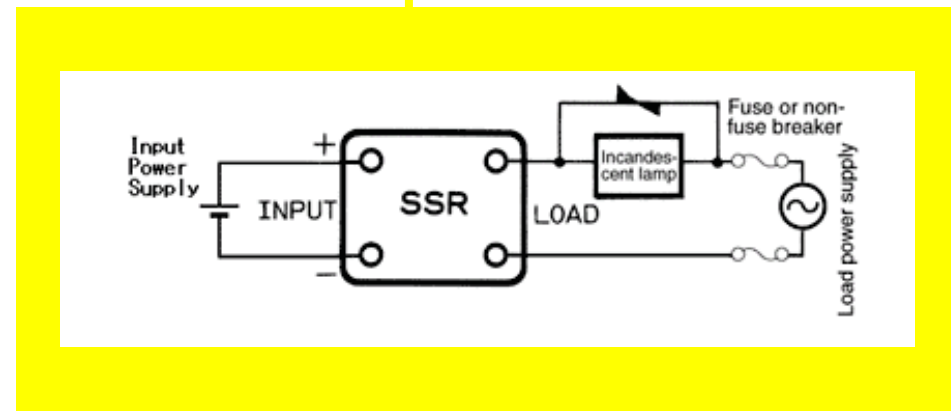 Input
Power
Supply
+
INPUT
−
SSR
LOAD
Incandes-
cent lamp
Fuse or non-
fuse breaker
Load power supply